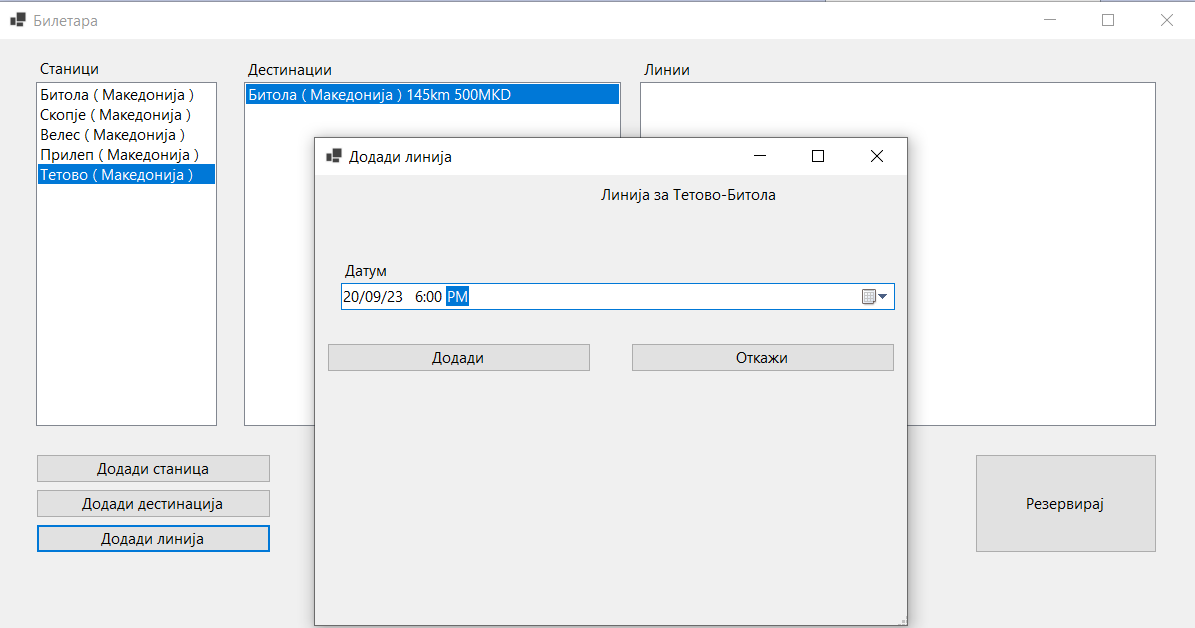 Билетара
Станици
Дестинации
Линии
Битола ( Македонија )
Скопје ( Македонија )
Велес ( Македонија )
Прилеп ( Македонија )
Тетово ( Македонија )
Битола ( Македонија ) 145km 500MKD
Додади линија
Линија за Тетово-Битола
Датум
20/09/23 6:00 PM
Додади
Откажи
Додади станица
Додади дестинација
Додади линија
Резервирај